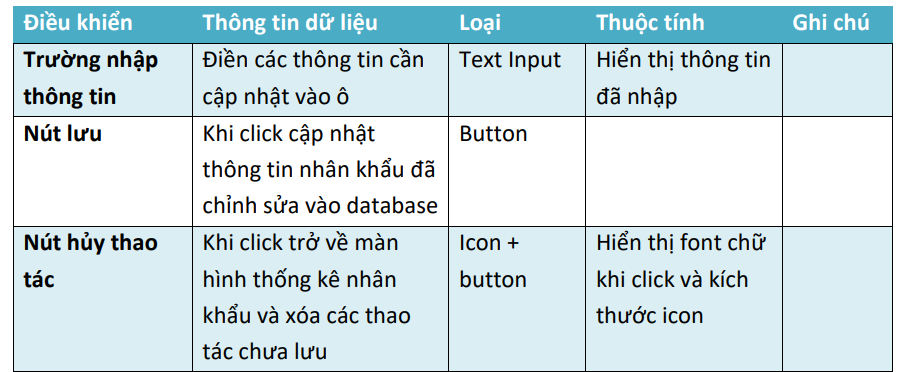 Điều khiển Thông tin dữ liệu Loại Thuộc tính Ghi chú
Trường nhập thông tin Điền các thông tin cần cập nhật vào ô Text Input Hiển thị thông tin đã nhập
Nút lưu Khi click cập nhật thông tin nhân khẩu đã chỉnh sửa vào database Button
Nút hủy thao tác Khi click trở về màn hình thống kê nhân khẩu và xóa các thao tác chưa lưu Icon + button Hiển thị font chữ khi click và kích thước icon